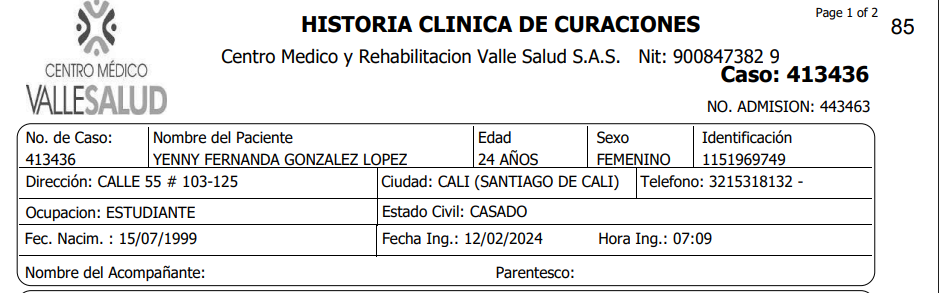 Page 1 of 2
85
HISTORIA CLINICA DE CURACIONES
Centro Medico y Rehabilitacion Valle Salud S.A.S. Nit: 900847382 9
CENTRO MÉDICO
VALLESALUD
Caso: 413436
NO. ADMISION: 443463
No. de Caso: Nombre del Paciente Edad Sexo Identificación
413436 YENNY FERNANDA GONZALEZ LOPEZ 24 AÑOS FEMENINO 1151969749
Dirección: CALLE 55 # 103-125 Ciudad: CALI (SANTIAGO DE CALI) Telefono: 3215318132 -
Ocupacion: ESTUDIANTE Estado Civil: CASADO
Fec. Nacim. : 15/07/1999 Fecha Ing.: 12/02/2024 Hora Ing.: 07:09
Nombre del Acompañante: Parentesco: